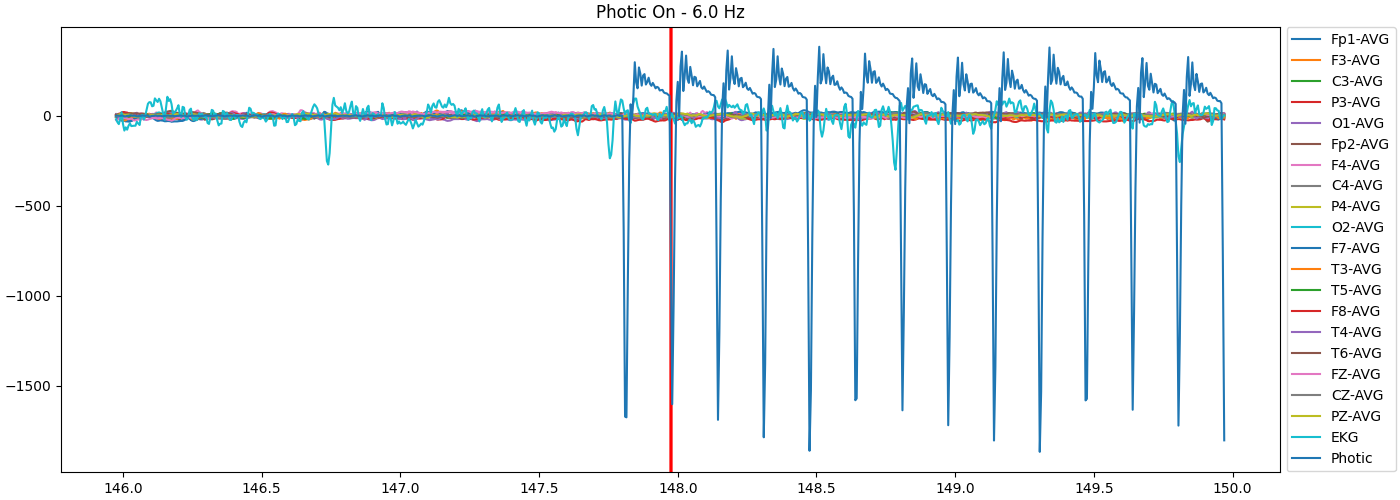 Photic On - 6.0 Hz
0
−500
−1000
−1500
146.0 146.5 147.0 147.5 148.0 148.5 149.0 149.5 150.0
Fp1-AVG
F3-AVG
C3-AVG
P3-AVG
O1-AVG
Fp2-AVG
F4-AVG
C4-AVG
P4-AVG
O2-AVG
F7-AVG
T3-AVG
T5-AVG
F8-AVG
T4-AVG
T6-AVG
FZ-AVG
CZ-AVG
PZ-AVG
EKG
Photic